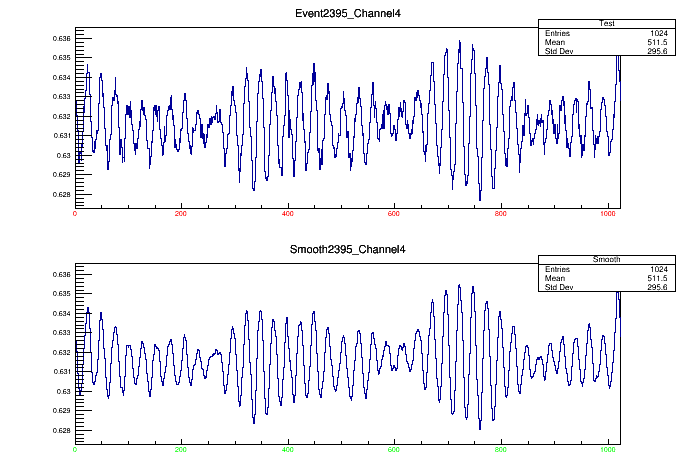 Event2395_Channel4
Test
Entries 1024
Mean 511.5
Std Dev 295.6
0.636
0.635
0.634
0.633
0.632
0.631
0.63
0.629
0.628
0 200 400 600 800 1000
Smooth2395_Channel4
Smooth
Entries 1024
Mean 511.5
Std Dev 295.6
0.636
0.635
0.634
0.633
0.632
0.631
0.63
0.629
0.628
0 200 400 600 800 1000